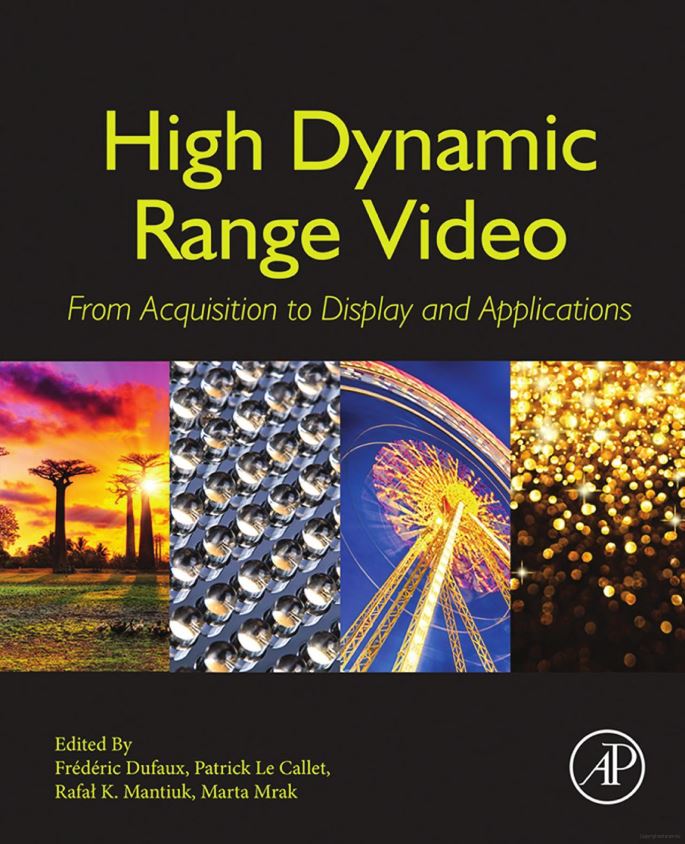 High Dynamic
Range Video
From Acquisition to Display and Applications
Edited By
Frédéric Dufaux, Patrick Le Callet,
Rafał K. Mantiuk, Marta Mrak
AP